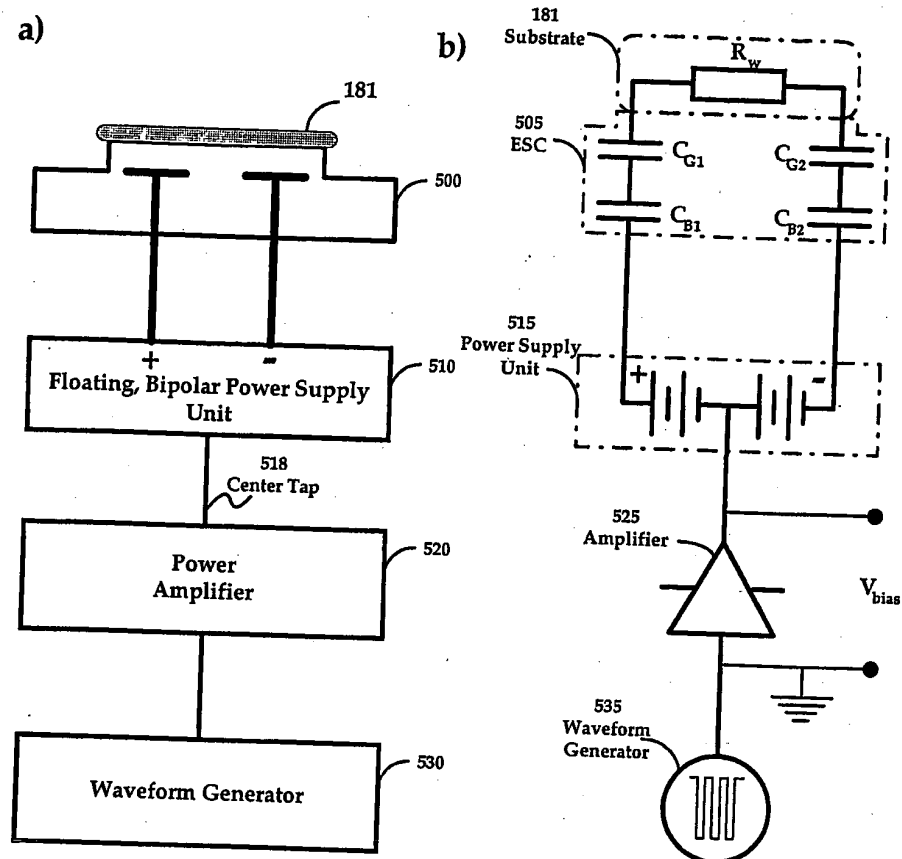 a)
181
500
+ -
Floating, Bipolar Power Supply
Unit
510
518
Center Tap
Power
Amplifier
520
Waveform Generator
530
b)
181
Substrate
R_w
505
ESC
C_G1
C_G2
C_B1
C_B2
515
Power Supply
Unit
+ -
525
Amplifier
V_bias
535
Waveform
Generator